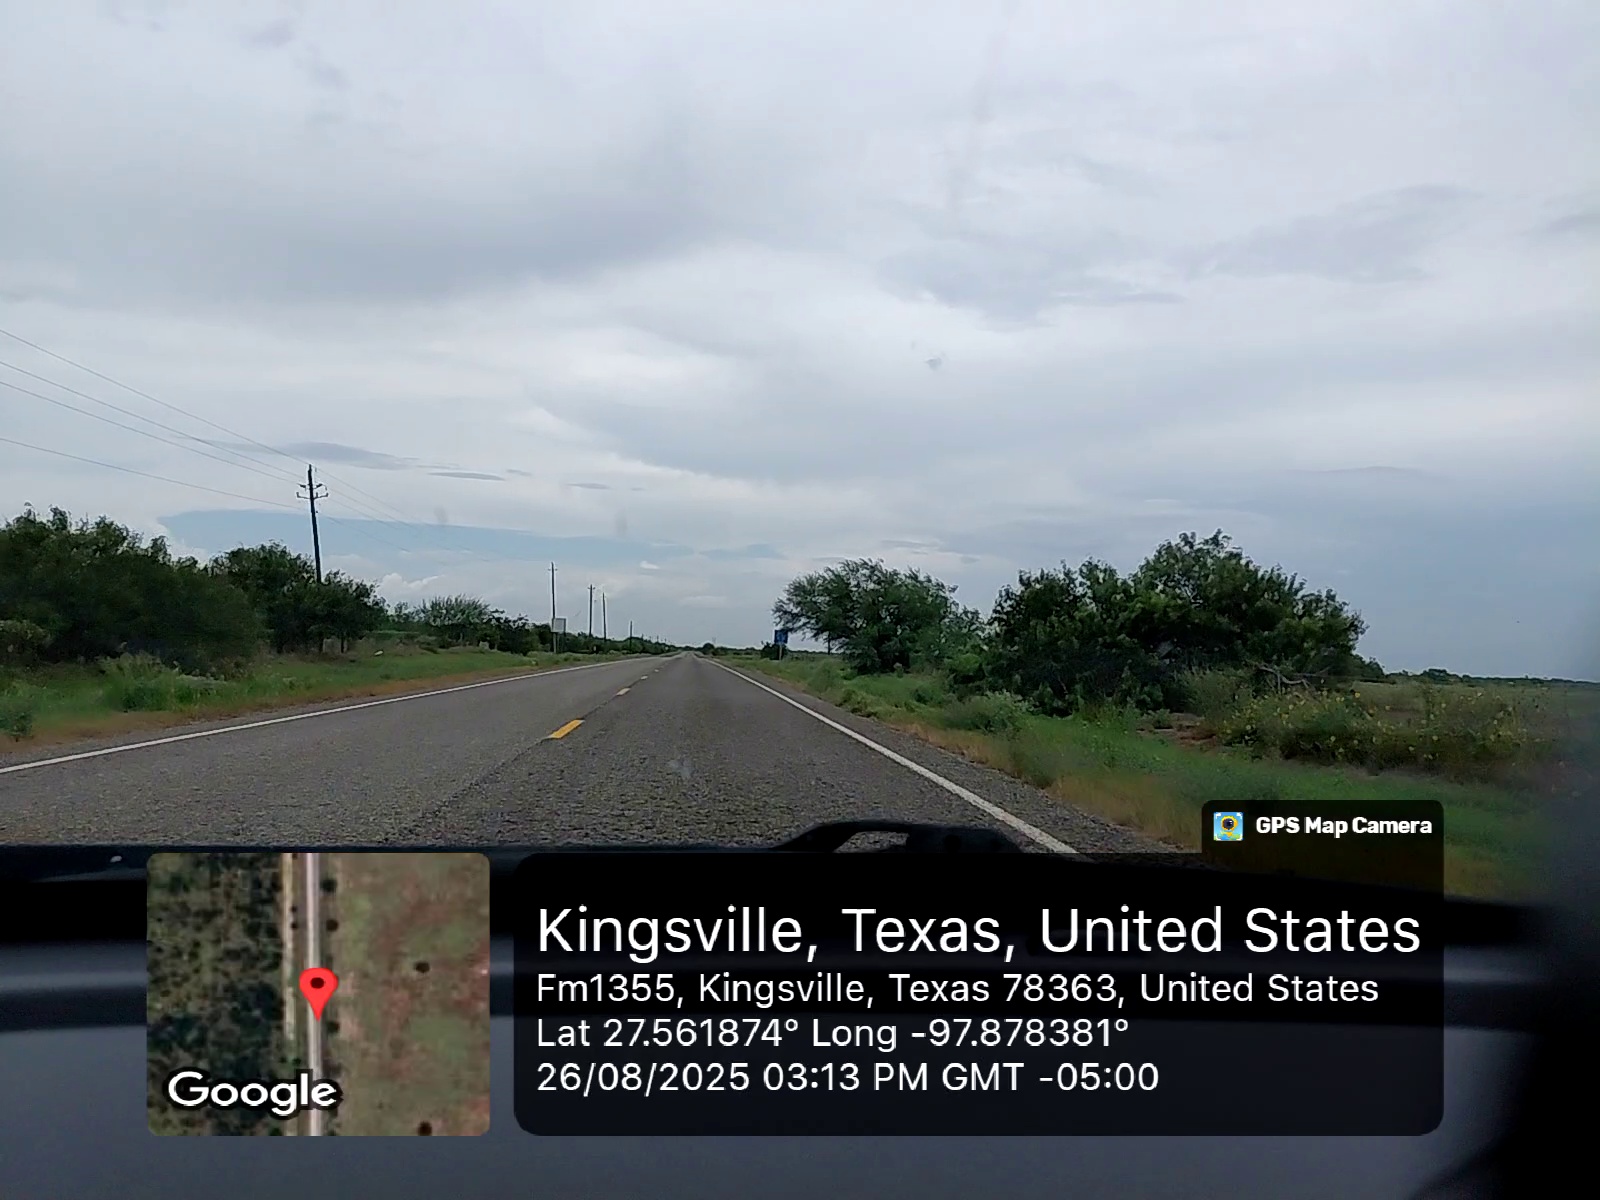 GPS Map Camera
Kingsville, Texas, United States
Fm1355, Kingsville, Texas 78363, United States
Lat 27.561874° Long -97.878381°
26/08/2025 03:13 PM GMT -05:00
Google